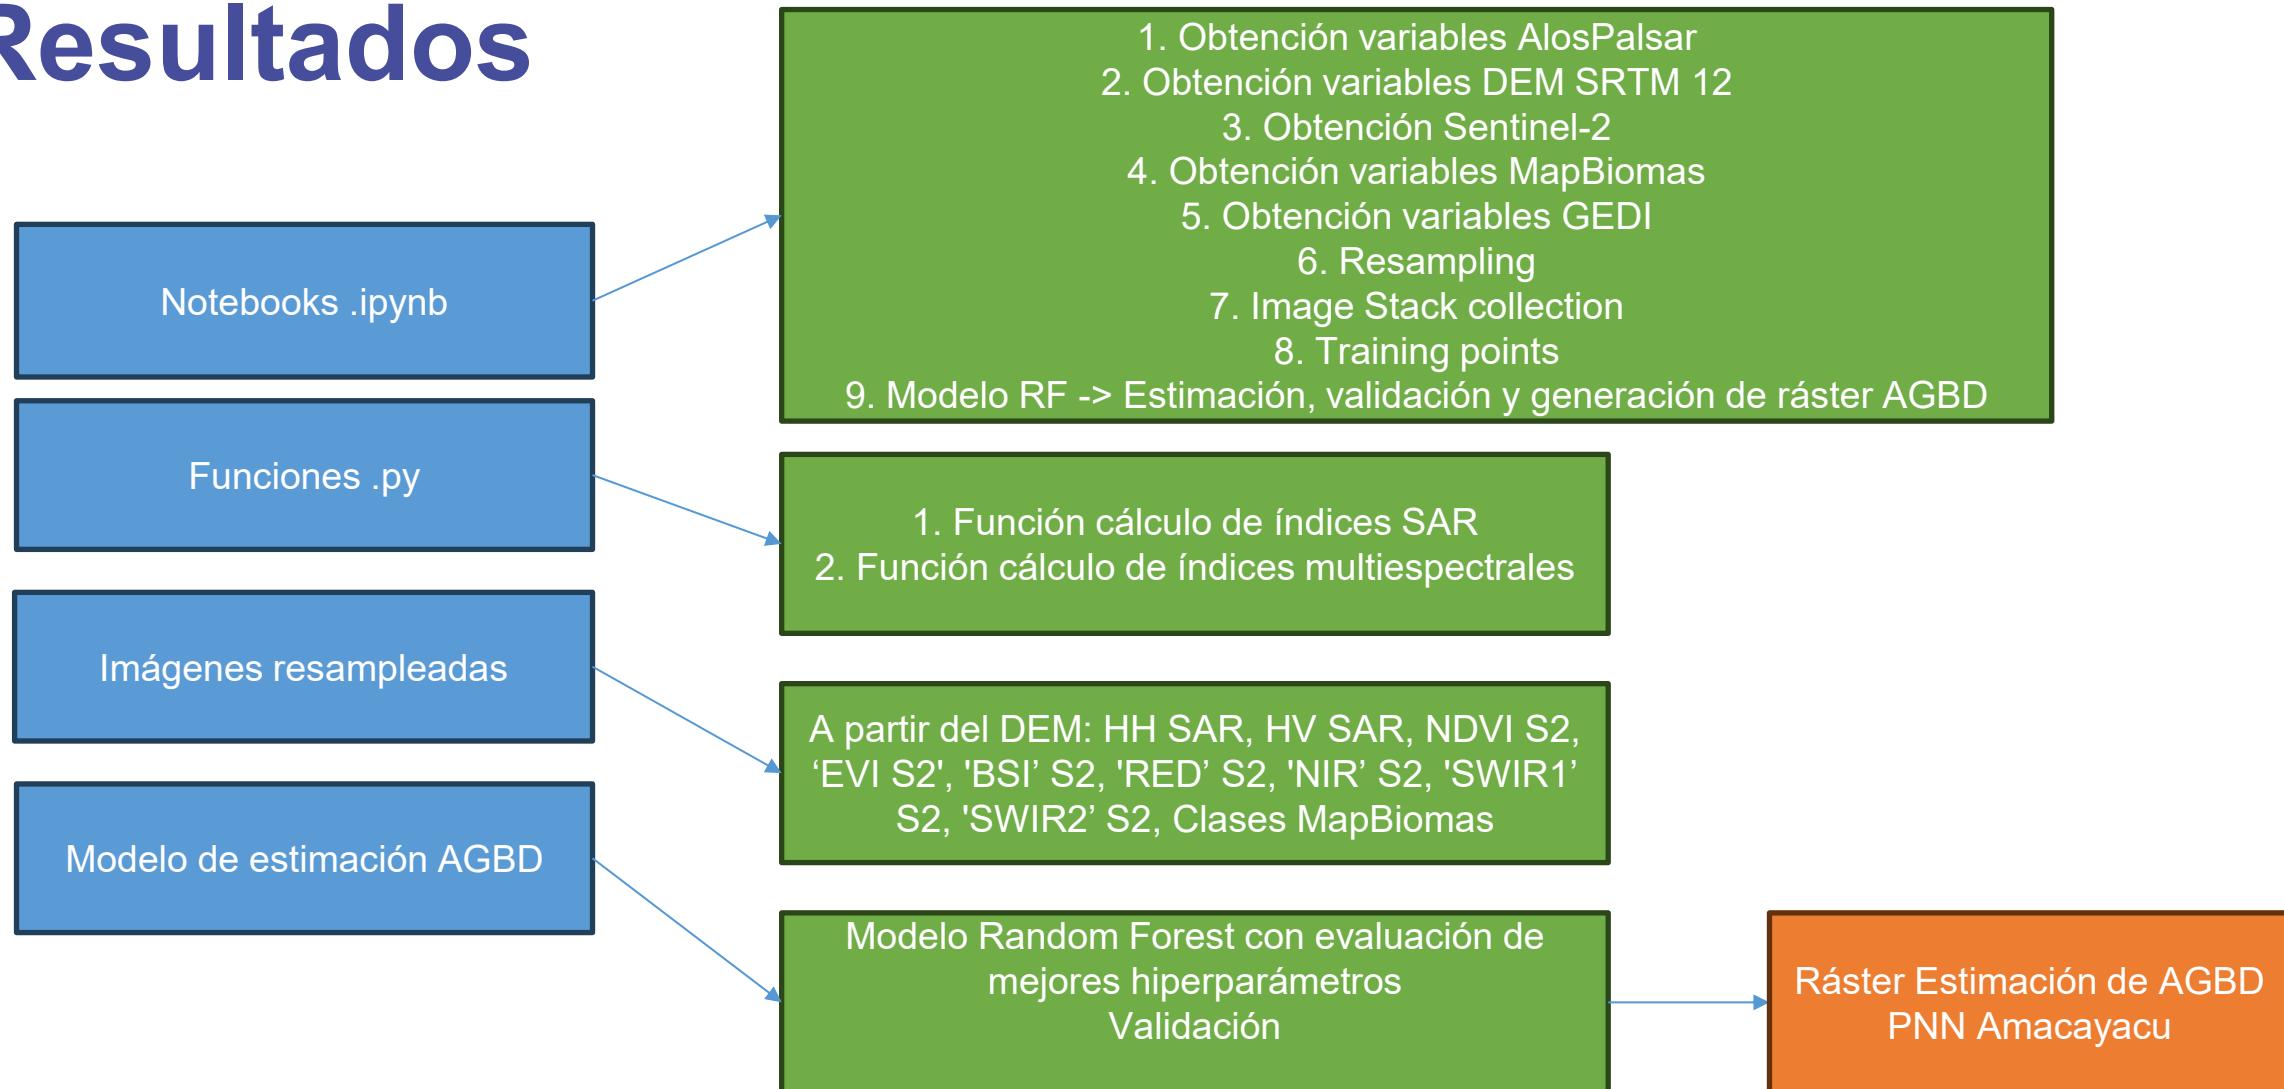 Resultados
Notebooks .ipynb
1. Obtención variables AlosPalsar
2. Obtención variables DEM SRTM 12
3. Obtención Sentinel-2
4. Obtención variables MapBiomas
5. Obtención variables GEDI
6. Resampling
7. Image Stack collection
8. Training points
9. Modelo RF -> Estimación, validación y generación de ráster AGBD
Funciones .py
1. Función cálculo de índices SAR
2. Función cálculo de índices multiespectrales
Imágenes resampleadas
A partir del DEM: HH SAR, HV SAR, NDVI S2,
‘EVI S2', 'BSI’ S2, 'RED’ S2, 'NIR’ S2, 'SWIR1’
S2, 'SWIR2’ S2, Clases MapBiomas
Modelo de estimación AGBD
Modelo Random Forest con evaluación de
mejores hiperparámetros
Validación
Ráster Estimación de AGBD
PNN Amacayacu